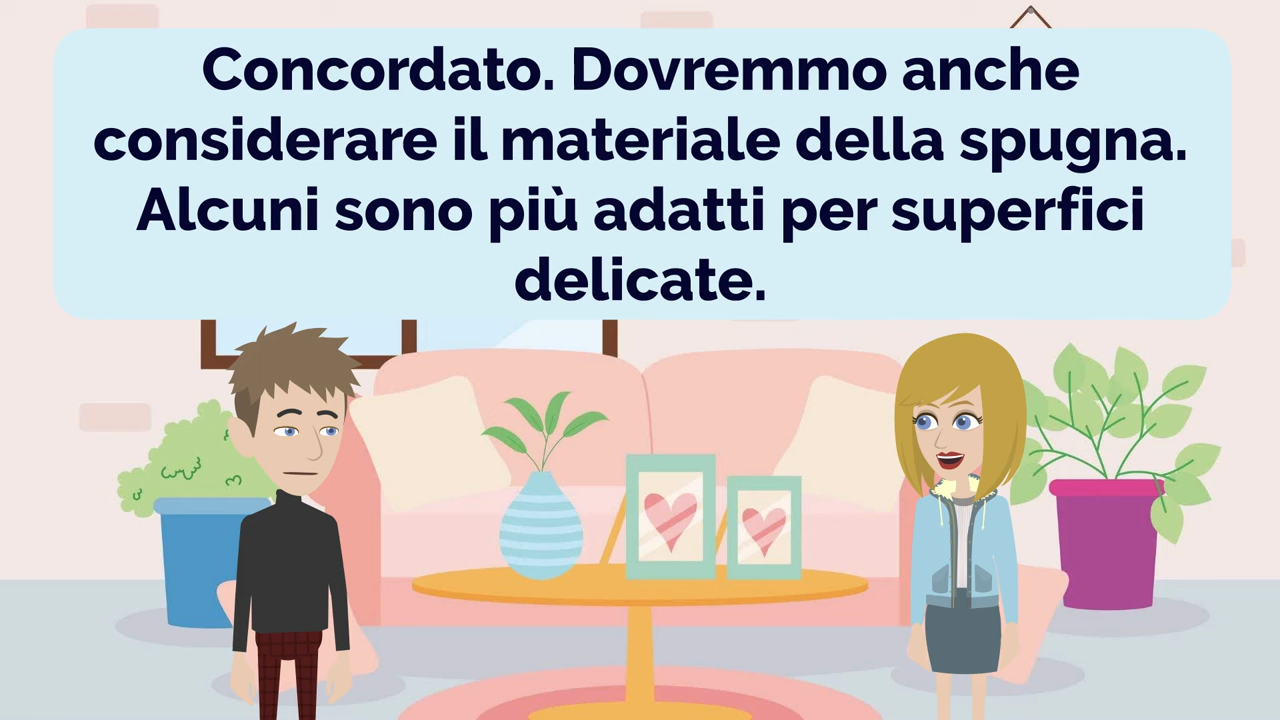 Concordato. Dovremmo anche
considerare il materiale della spugna.
Alcuni sono più adatti per superfici
delicate.